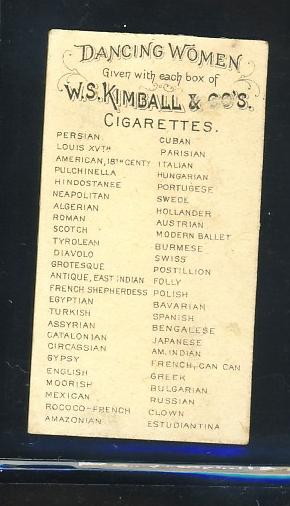 DANCING WOMEN
Given with each box of
W.S. KIMBALL & CO'S.
CIGARETTES.
PERSIAN
LOUIS XVTH
AMERICAN, 18TH CENTY
PULCHINELLA
HINDOSTANEE
NEAPOLITAN
ALGERIAN
ROMAN
SCOTCH
TYROLEAN
DIAVOLO
GROTESQUE
ANTIQUE, EAST INDIAN
FRENCH SHEPHERDESS
EGYPTIAN
TURKISH
ASSYRIAN
CATALONIAN
CIRCASSIAN
GYPSY
ENGLISH
MOORISH
MEXICAN
ROCOCO-FRENCH
AMAZONIAN
CUBAN
PARISIAN
ITALIAN
HUNGARIAN
PORTUGESE
SWEDE
HOLLANDER
AUSTRIAN
MODERN BALLET
BURMESE
SWISS
POSTILLION
FOLLY
POLISH
BAVARIAN
SPANISH
BENGALESE
JAPANESE
AM. INDIAN
FRENCH, CAN CAN
GREEK
BULGARIAN
RUSSIAN
CLOWN
ESTUDIANTINA